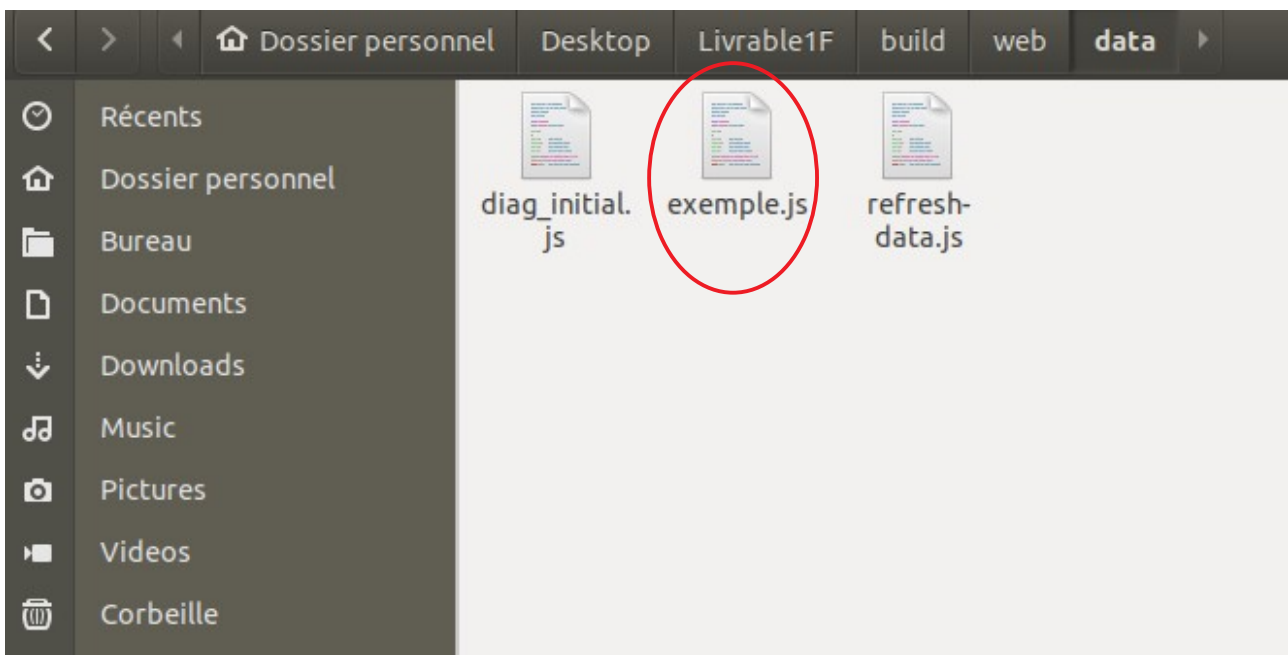 Dossier personnel Desktop Livrable1F build web data
Récents
Dossier personnel
Bureau
Documents
Downloads
Music
Pictures
Videos
Corbeille
diag_initial.
js
exemple.js
refresh-
data.js